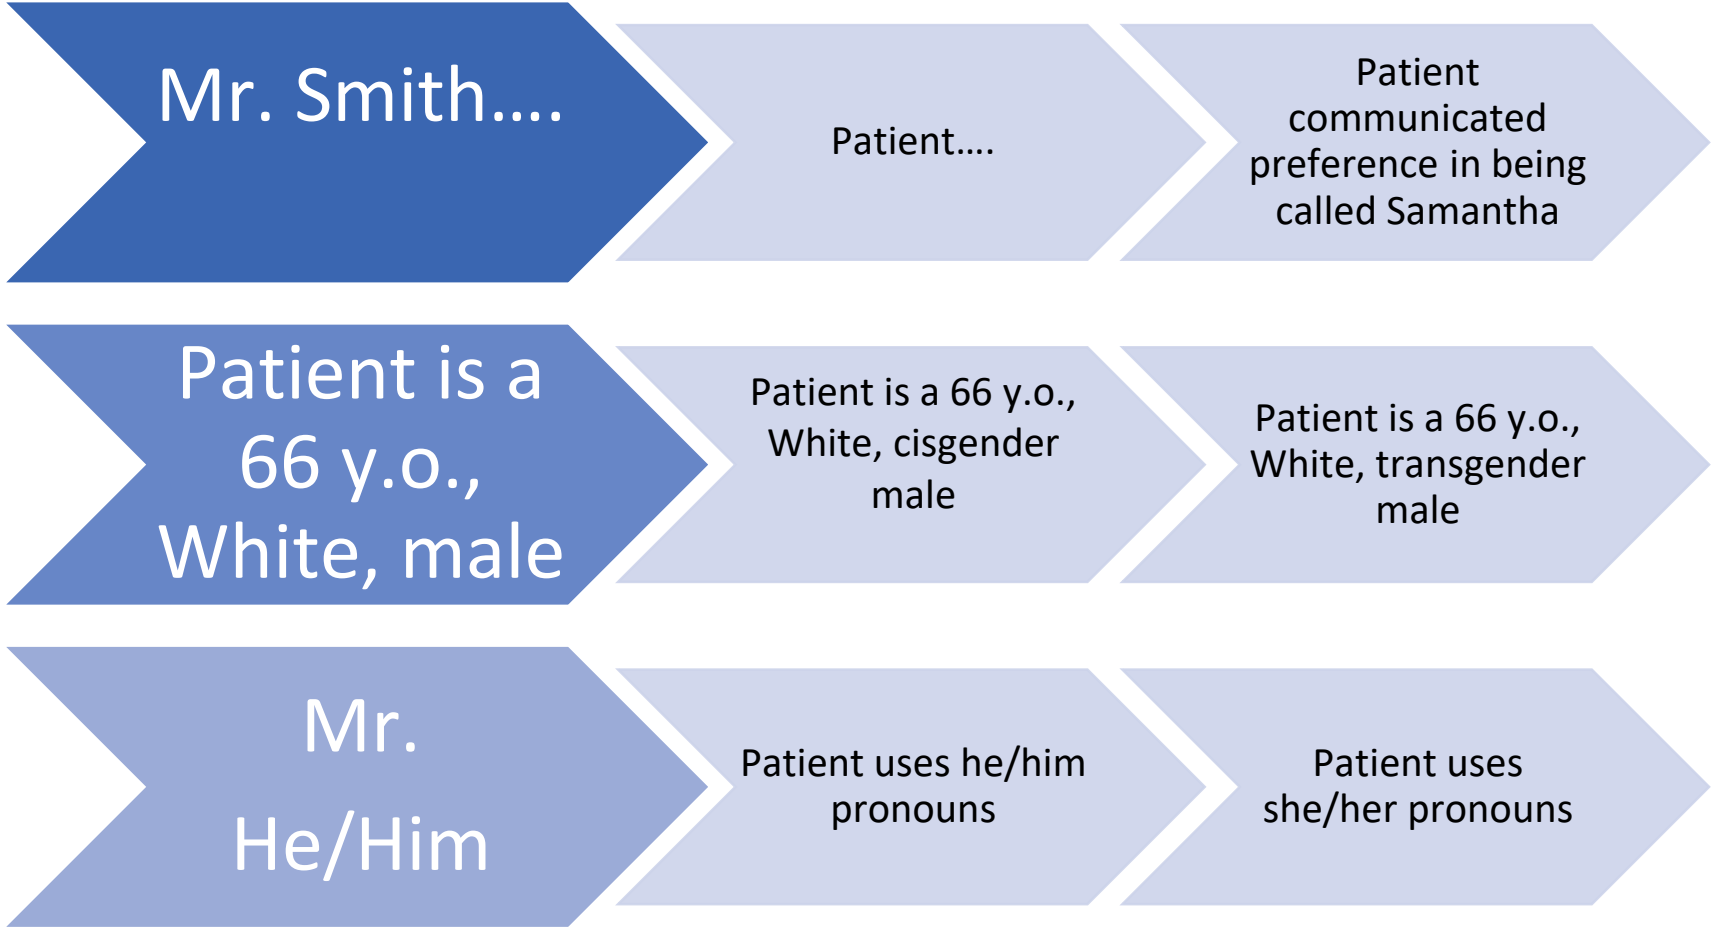 Mr. Smith....
Patient....
Patient
communicated
preference in being
called Samantha
Patient is a
66 y.o.,
White, male
Patient is a 66 y.o.,
White, cisgender
male
Patient is a 66 y.o.,
White, transgender
male
Mr.
He/Him
Patient uses he/him
pronouns
Patient uses
she/her pronouns